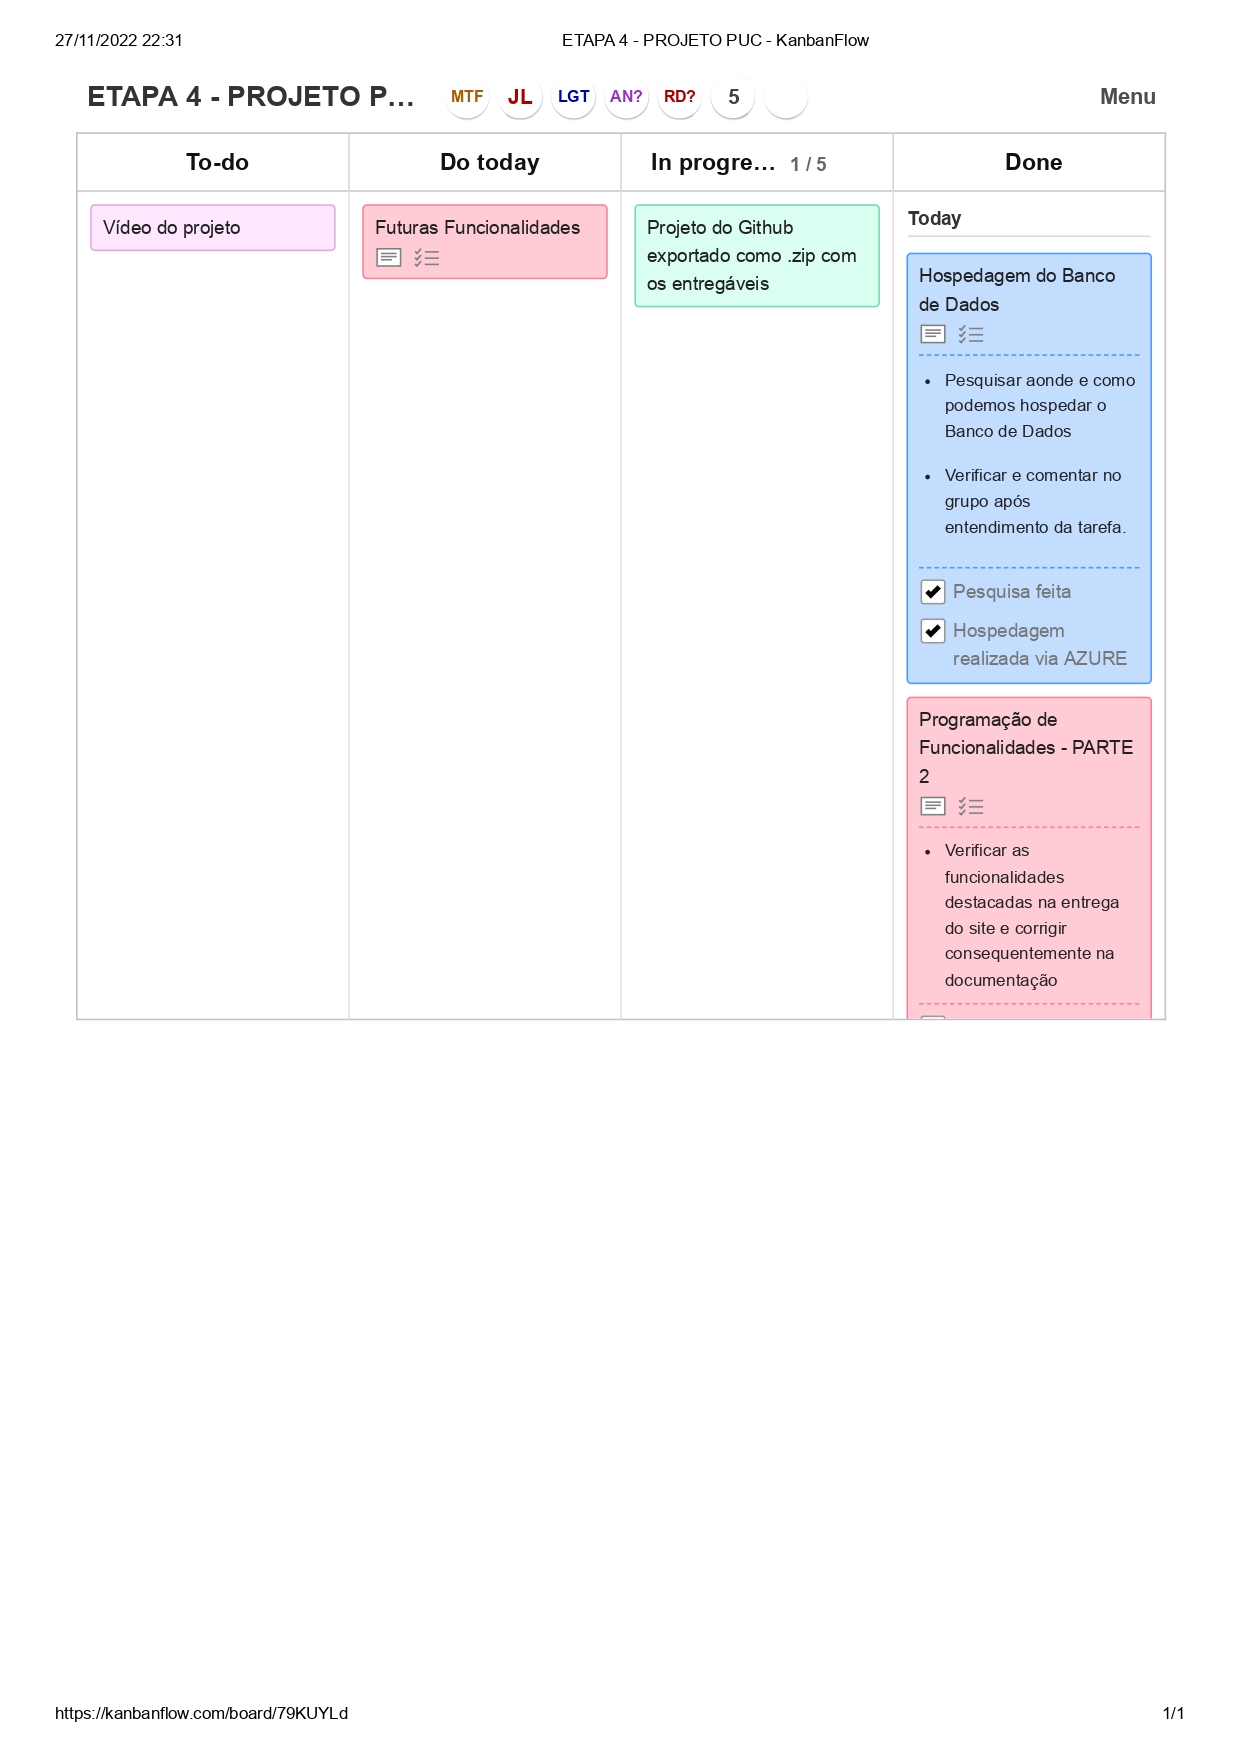 27/11/2022 22:31
ETAPA 4 - PROJETO PUC - KanbanFlow
ETAPA 4 - PROJETO P...
MTF
JL
LGT
AN?
RD?
5
Menu
To-do
Do today
In progre... 1 / 5
Done
Vídeo do projeto
Futuras Funcionalidades
Projeto do Github
exportado como .zip com
os entregáveis
Today
Hospedagem do Banco
de Dados
• Pesquisar aonde e como
podemos hospedar o
Banco de Dados
• Verificar e comentar no
grupo após
entendimento da tarefa.
Pesquisa feita
Hospedagem
realizada via AZURE
Programação de
Funcionalidades - PARTE
2
• Verificar as
funcionalidades
destacadas na entrega
do site e corrigir
consequentemente na
documentação
https://kanbanflow.com/board/79KUYLd
1/1